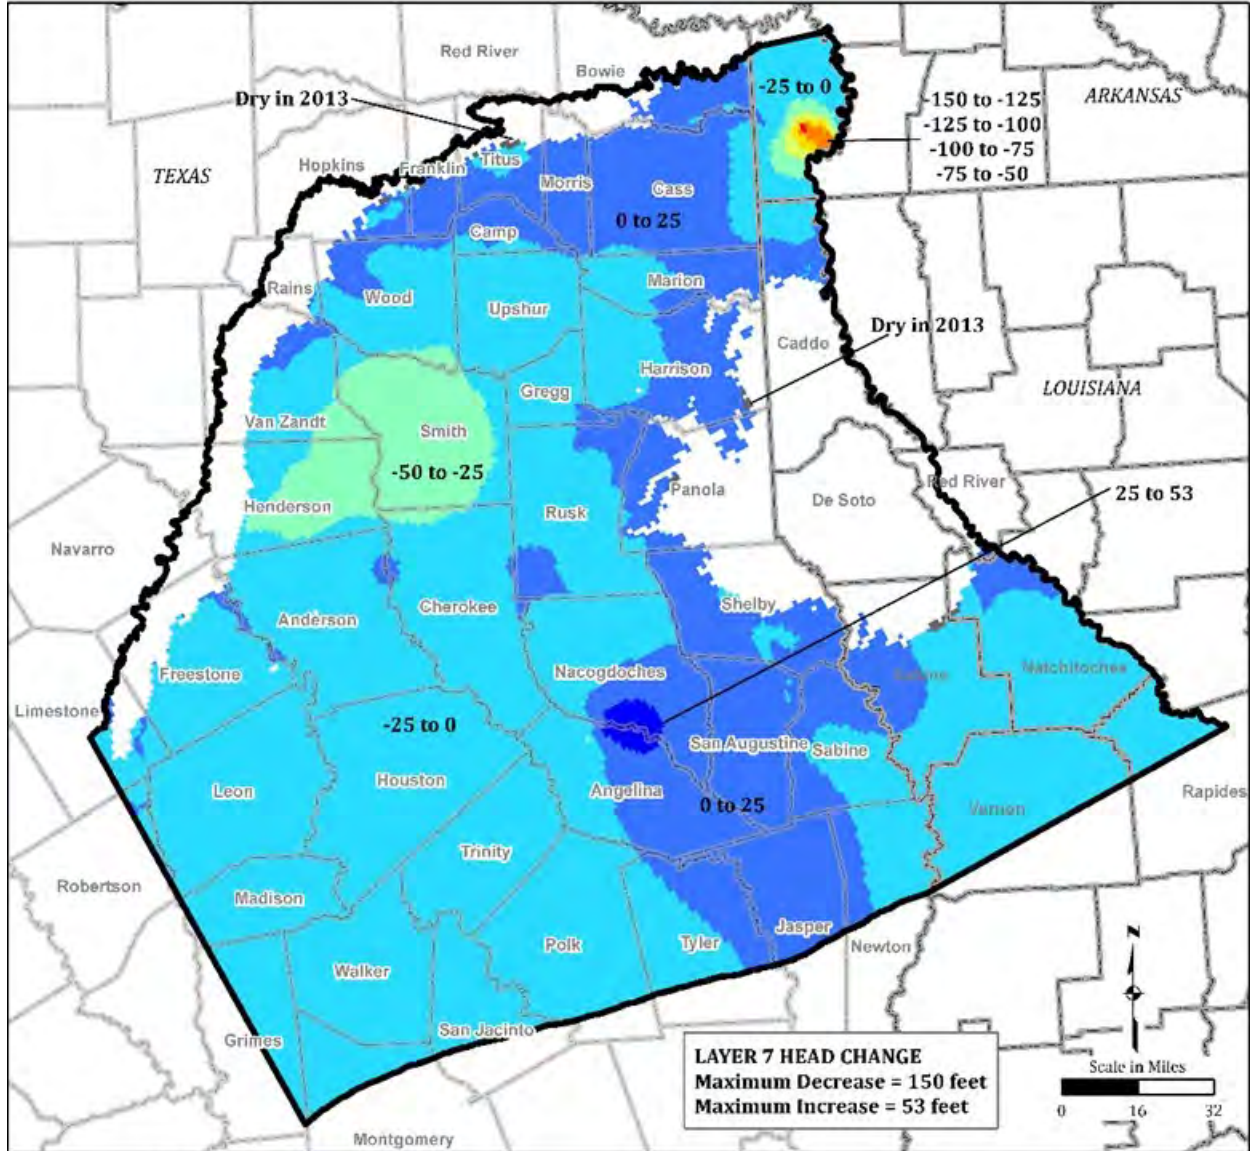 Red River
Bowie
-25 to 0
Dry in 2013
-150 to -125
-125 to -100
-100 to -75
-75 to -50
ARKANSAS
TEXAS
Hopkins
Franklin
Titus
Morris
Cass
0 to 25
Camp
Rains
Wood
Marion
Upshur
Dry in 2013
Caddo
Harrison
LOUISIANA
Gregg
Van Zandt
Smith
-50 to -25
Panola
De Soto
Red River
25 to 53
Henderson
Rusk
Navarro
Anderson
Cherokee
Shelby
Freestone
Nacogdoches
Sabine
Natchitoches
Limestone
-25 to 0
San Augustine
Sabine
Houston
Leon
Angelina
0 to 25
Rapides
Vernon
Trinity
Robertson
Madison
Polk
Tyler
Jasper
Newton
N
Walker
San Jacinto
Grimes
LAYER 7 HEAD CHANGE
Maximum Decrease = 150 feet
Maximum Increase = 53 feet
Scale in Miles
0 16 32
Montgomery